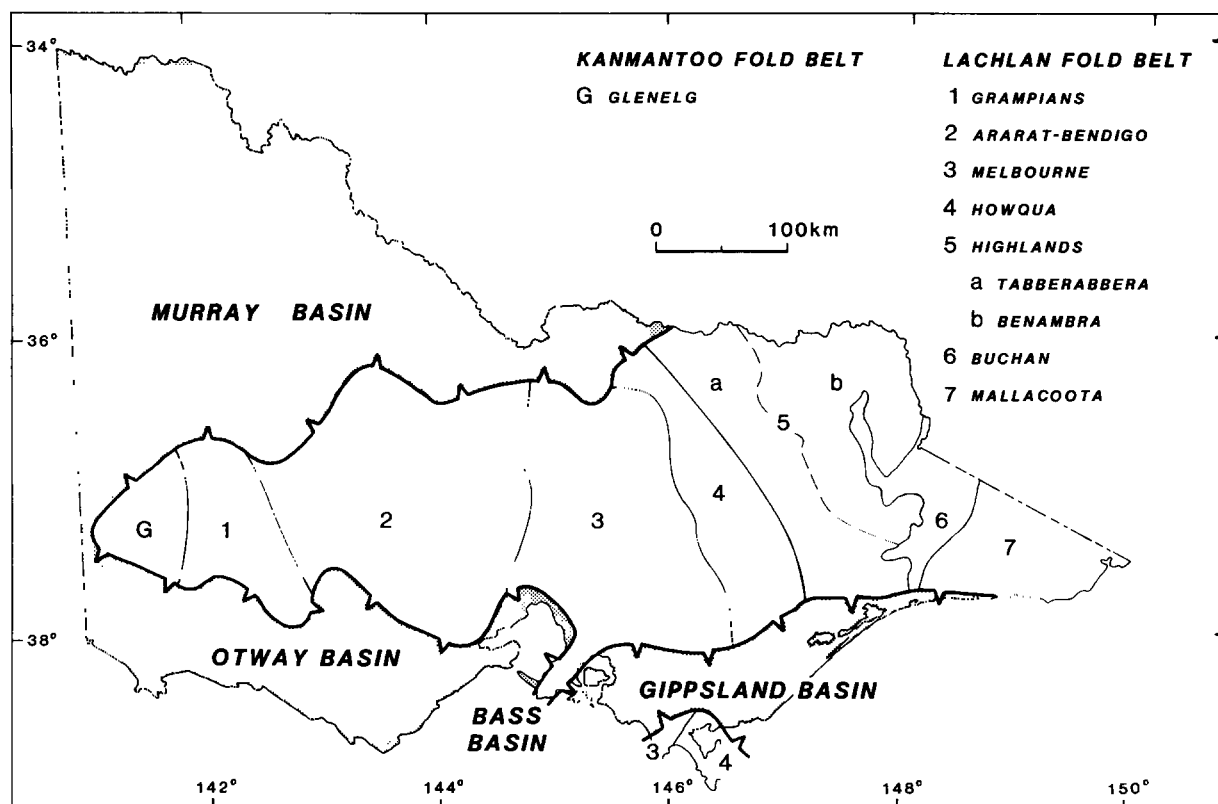 34°
36°
38°
KANMANTOO FOLD BELT
G GLENELG
LACHLAN FOLD BELT
1 GRAMPIANS
2 ARARAT-BENDIGO
3 MELBOURNE
4 HOWQUA
5 HIGHLANDS
a TABBERABBERA
b BENAMBRA
6 BUCHAN
7 MALLACOOTA
0 100km
MURRAY BASIN
a
b
5
4
G
1
2
3
6
7
OTWAY BASIN
GIPPSLAND BASIN
BASS
BASIN
3
4
142°
144°
146°
148°
150°